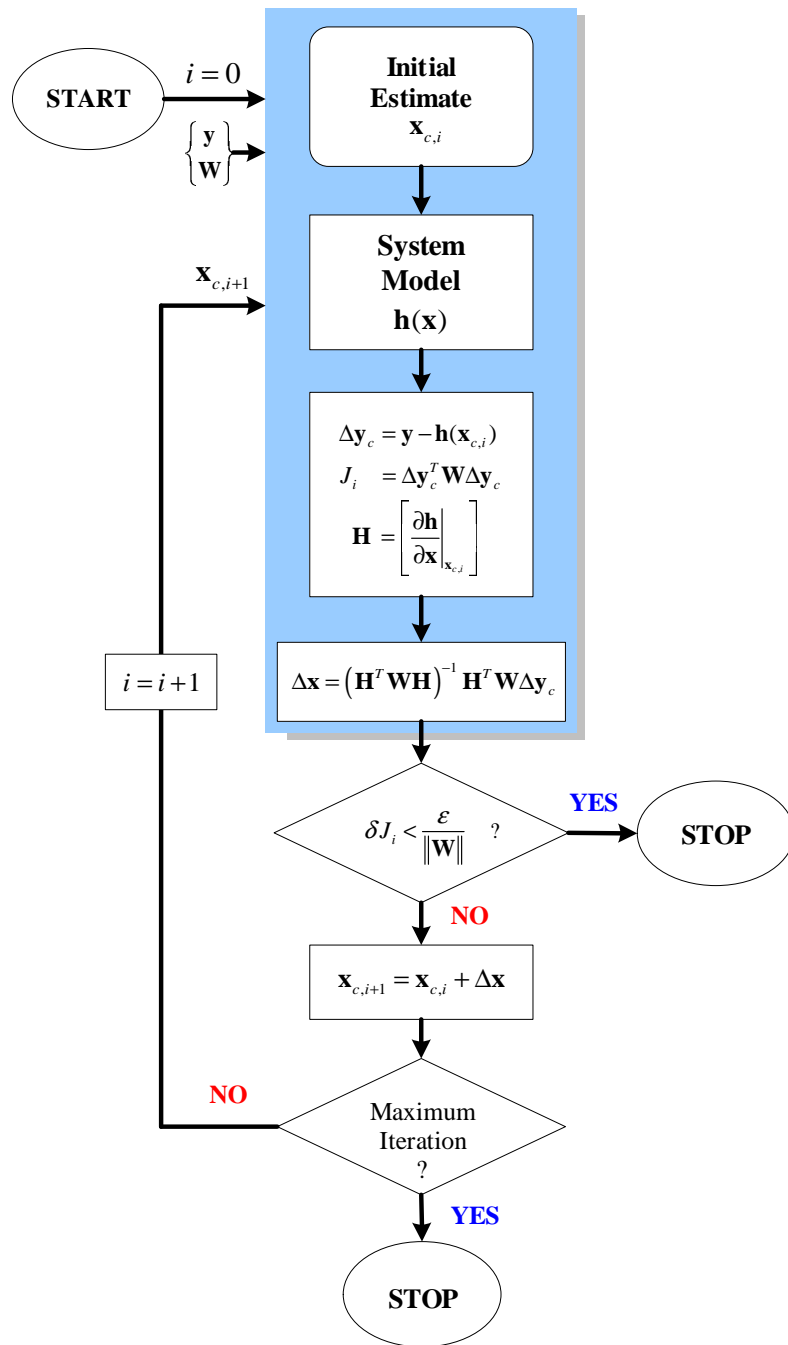 START
i = 0
{y
W}
Initial
Estimate
x_{c,i}
System
Model
h(x)
x_{c,i+1}
Δy_c = y − h(x_{c,i})
J_i = Δy_c^T W Δy_c
H = [∂h/∂x |_{x_{c,i}}]
i = i + 1
Δx = (H^T W H)^{-1} H^T W Δy_c
δJ_i < ε/‖W‖ ?
YES
STOP
NO
x_{c,i+1} = x_{c,i} + Δx
NO
Maximum
Iteration
?
YES
STOP